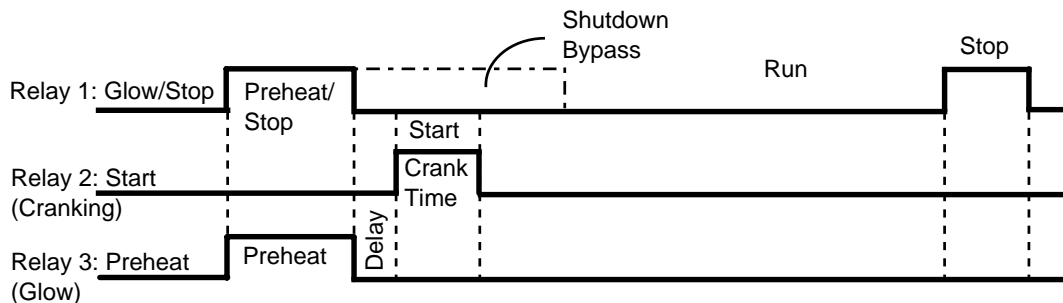 Shutdown
Bypass
Stop
Run
Relay 1: Glow/Stop
Preheat/
Stop
Start
Relay 2: Start
(Cranking)
Crank
Time
Delay
Relay 3: Preheat
(Glow)
Preheat